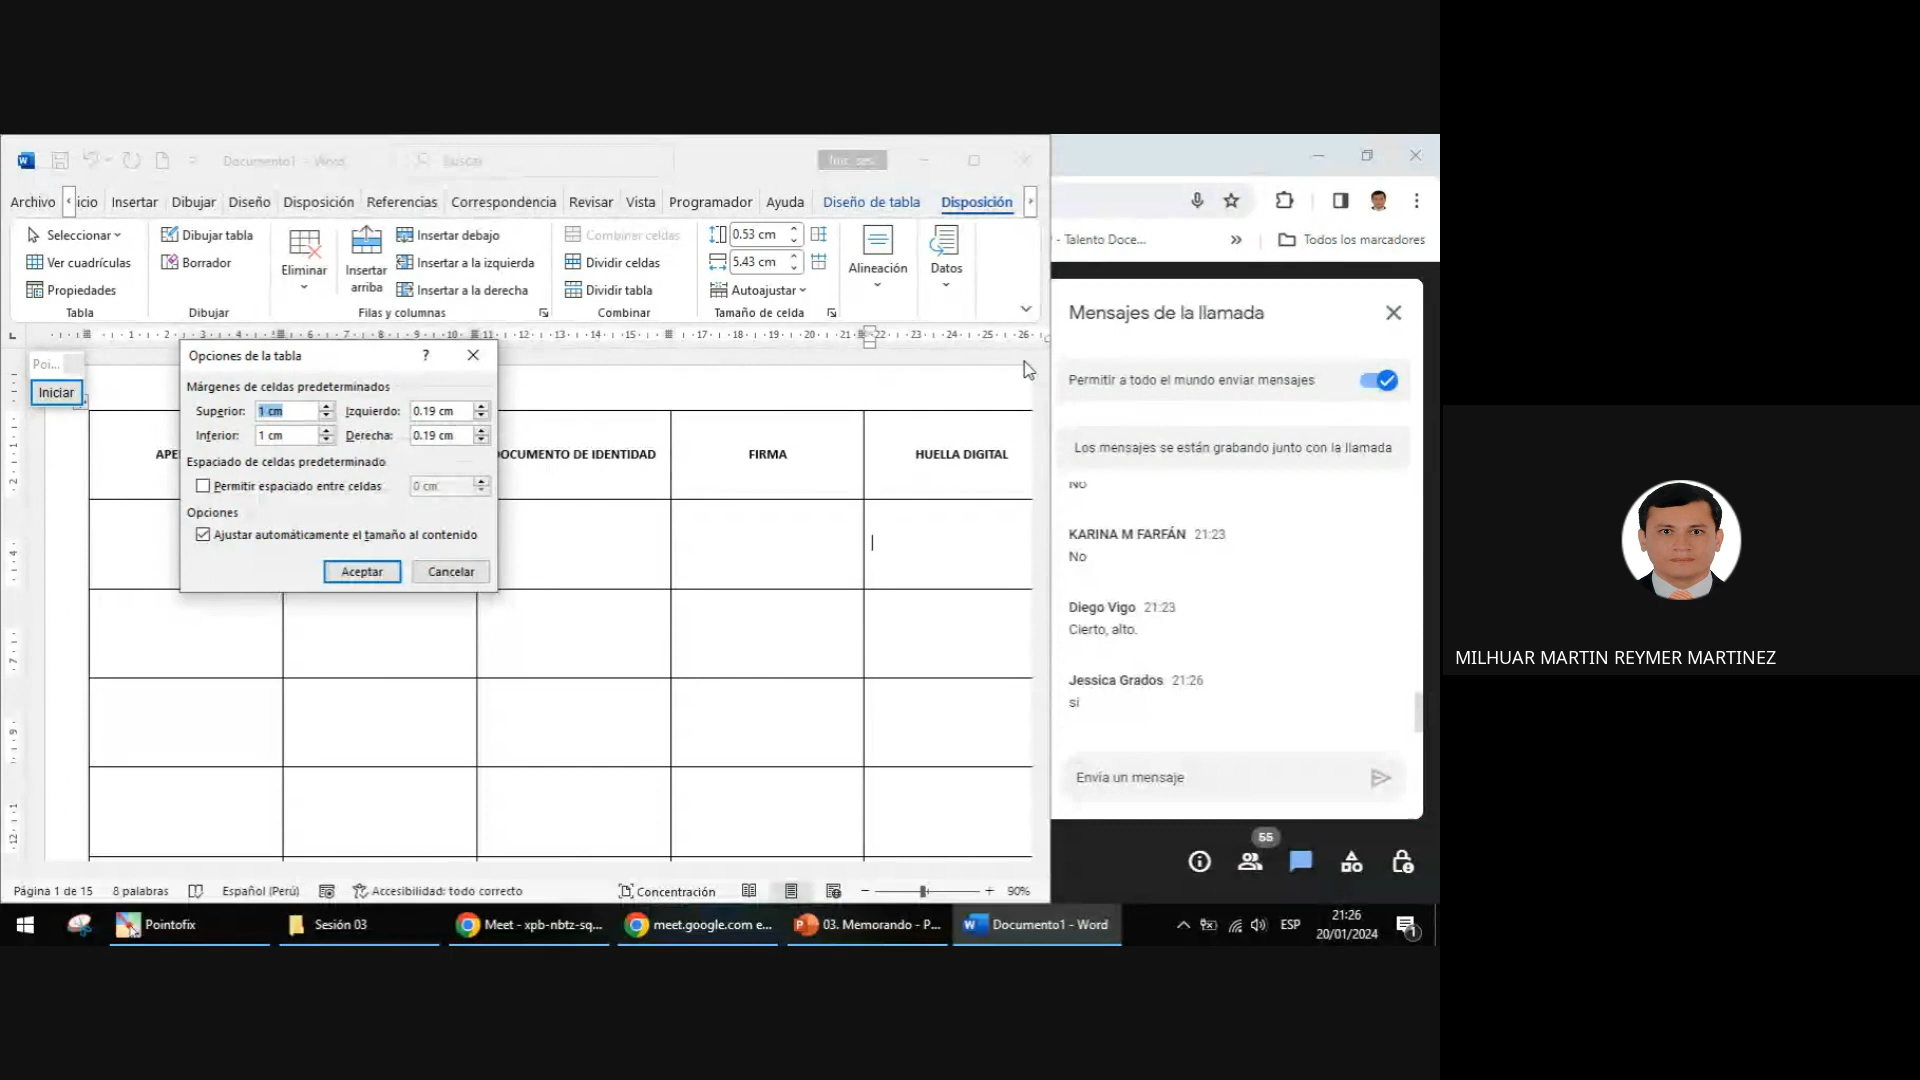 Documento1 - Word
Buscar
Inic. ses.
Archivo
icio
Insertar
Dibujar
Diseño
Disposición
Referencias
Correspondencia
Revisar
Vista
Programador
Ayuda
Diseño de tabla
Disposición
Seleccionar
Ver cuadrículas
Propiedades
Tabla
Dibujar tabla
Borrador
Dibujar
Eliminar
Insertar arriba
Insertar debajo
Insertar a la izquierda
Insertar a la derecha
Filas y columnas
Combinar celdas
Dividir celdas
Dividir tabla
Combinar
0.53 cm
5.43 cm
Autoajustar
Tamaño de celda
Alineación
Datos
Poi...
Iniciar
Opciones de la tabla
?
Márgenes de celdas predeterminados
Superior: 1 cm Izquierdo: 0.19 cm
Inferior: 1 cm Derecha: 0.19 cm
Espaciado de celdas predeterminado
Permitir espaciado entre celdas 0 cm
Opciones
Ajustar automáticamente el tamaño al contenido
Aceptar
Cancelar
APE
OCUMENTO DE IDENTIDAD
FIRMA
HUELLA DIGITAL
Página 1 de 15
8 palabras
Español (Perú)
Accesibilidad: todo correcto
Concentración
90%
- Talento Doce...
Todos los marcadores
Mensajes de la llamada
Permitir a todo el mundo enviar mensajes
Los mensajes se están grabando junto con la llamada
No
KARINA M FARFÁN 21:23
No
Diego Vigo 21:23
Cierto, alto.
Jessica Grados 21:26
si
Envía un mensaje
55
Pointofix
Sesión 03
Meet - xpb-nbtz-sq...
meet.google.com e...
03. Memorando - P...
Documento1 - Word
ESP
21:26
20/01/2024
1
MILHUAR MARTIN REYMER MARTINEZ